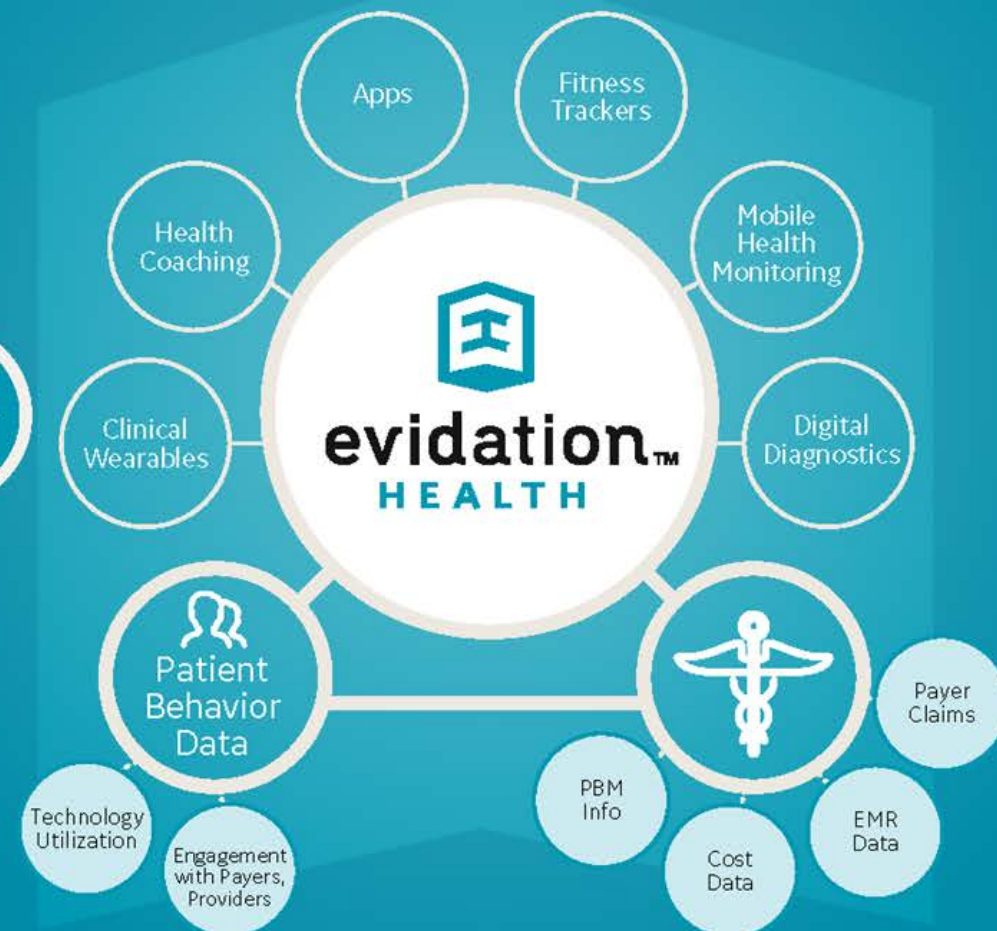 Apps
Fitness
Trackers
Health
Coaching
Mobile
Health
Monitoring
evidation™
HEALTH
Clinical
Wearables
Digital
Diagnostics
Patient
Behavior
Data
Payer
Claims
Technology
Utilization
Engagement
with Payers,
Providers
PBM
Info
Cost
Data
EMR
Data